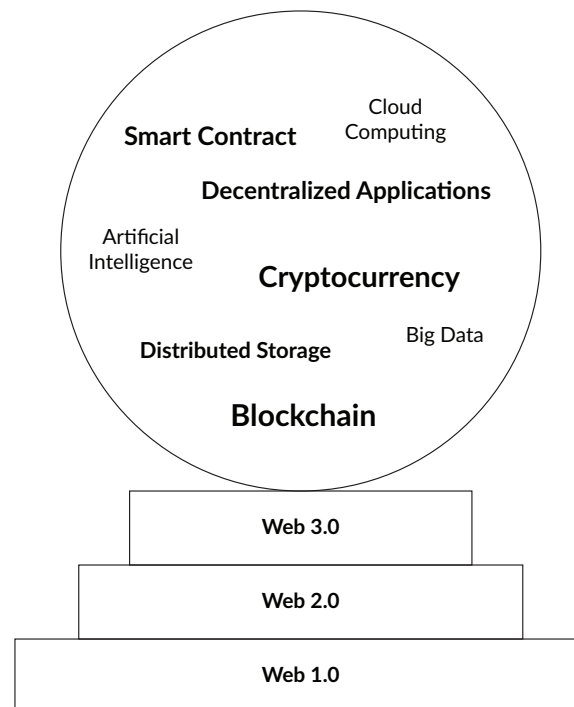 Cloud
Computing
Smart Contract
Decentralized Applications
Artificial
Intelligence
Cryptocurrency
Big Data
Distributed Storage
Blockchain
Web 3.0
Web 2.0
Web 1.0